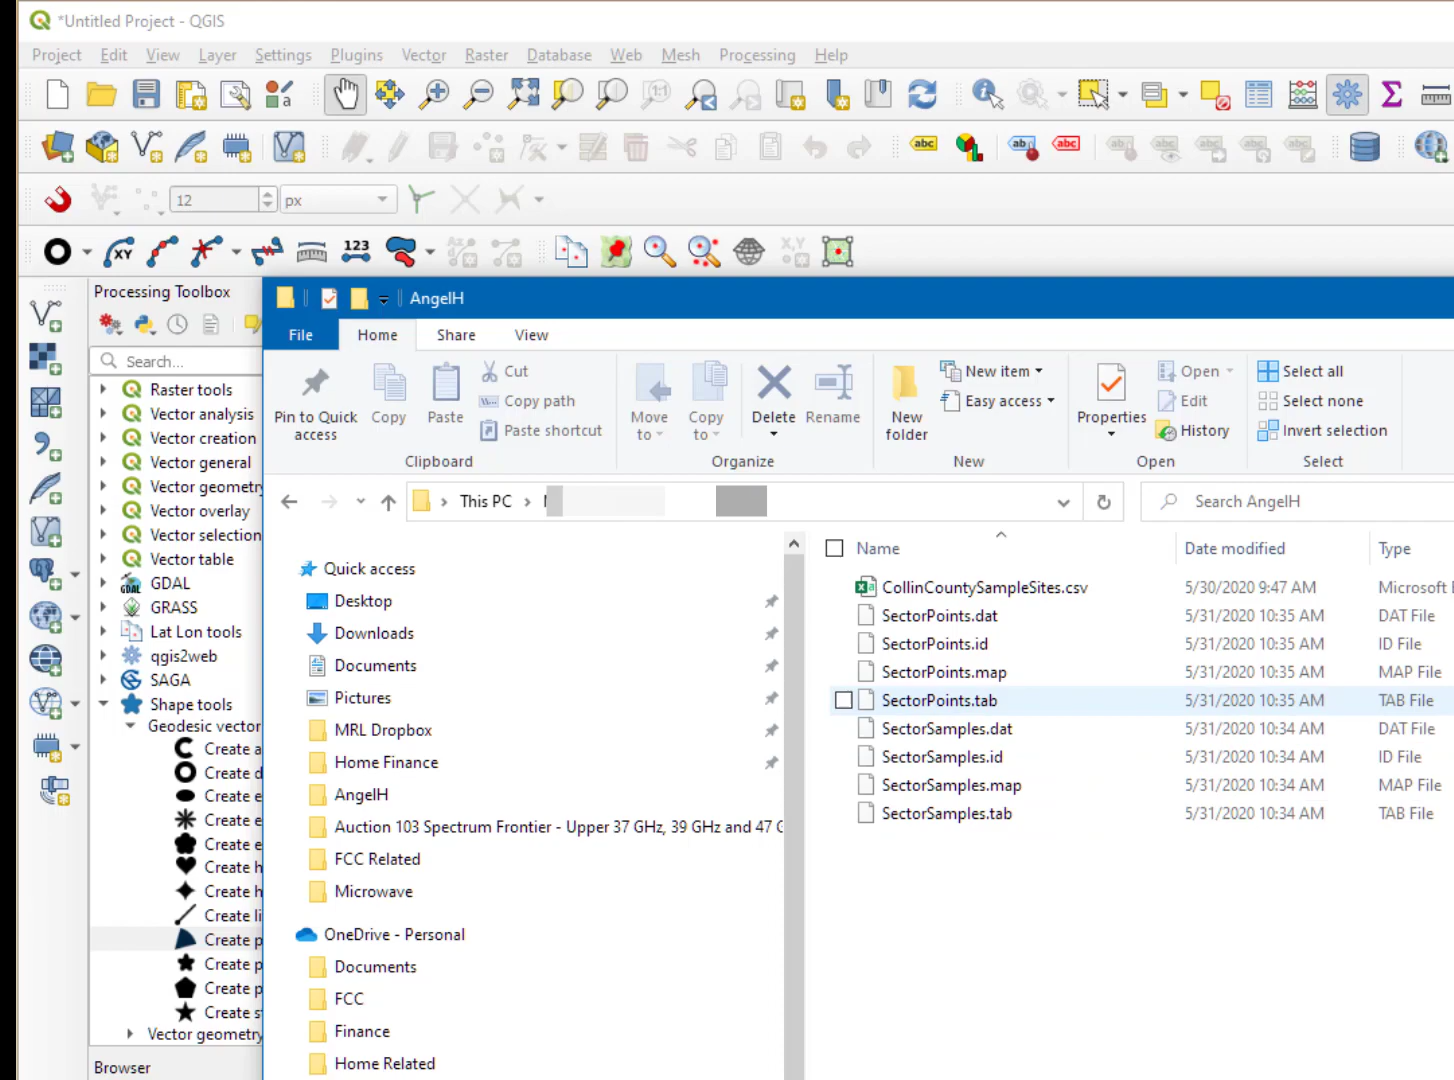 *Untitled Project - QGIS
Project Edit View Layer Settings Plugins Vector Raster Database Web Mesh Processing Help
1:1
abc ab abc
12 px
XY 123 X,Y
Processing Toolbox
Search...
Raster tools
Vector analysis
Vector creation
Vector general
Vector geometry
Vector overlay
Vector selection
Vector table
GDAL
GRASS
Lat Lon tools
qgis2web
SAGA
Shape tools
Geodesic vector
Create a
Create d
Create e
Create e
Create e
Create h
Create h
Create li
Create p
Create p
Create p
Create s
Vector geometry
Browser
AngelH
File Home Share View
Pin to Quick access
Copy
Paste
Cut
Copy path
Paste shortcut
Clipboard
Move to
Copy to
Delete
Rename
Organize
New folder
New item
Easy access
New
Properties
Open
Edit
History
Open
Select all
Select none
Invert selection
Select
This PC
Search AngelH
Quick access
Desktop
Downloads
Documents
Pictures
MRL Dropbox
Home Finance
AngelH
Auction 103 Spectrum Frontier - Upper 37 GHz, 39 GHz and 47 G
FCC Related
Microwave
OneDrive - Personal
Documents
FCC
Finance
Home Related
Name Date modified Type
CollinCountySampleSites.csv 5/30/2020 9:47 AM Microsoft E
SectorPoints.dat 5/31/2020 10:35 AM DAT File
SectorPoints.id 5/31/2020 10:35 AM ID File
SectorPoints.map 5/31/2020 10:35 AM MAP File
SectorPoints.tab 5/31/2020 10:35 AM TAB File
SectorSamples.dat 5/31/2020 10:34 AM DAT File
SectorSamples.id 5/31/2020 10:34 AM ID File
SectorSamples.map 5/31/2020 10:34 AM MAP File
SectorSamples.tab 5/31/2020 10:34 AM TAB File